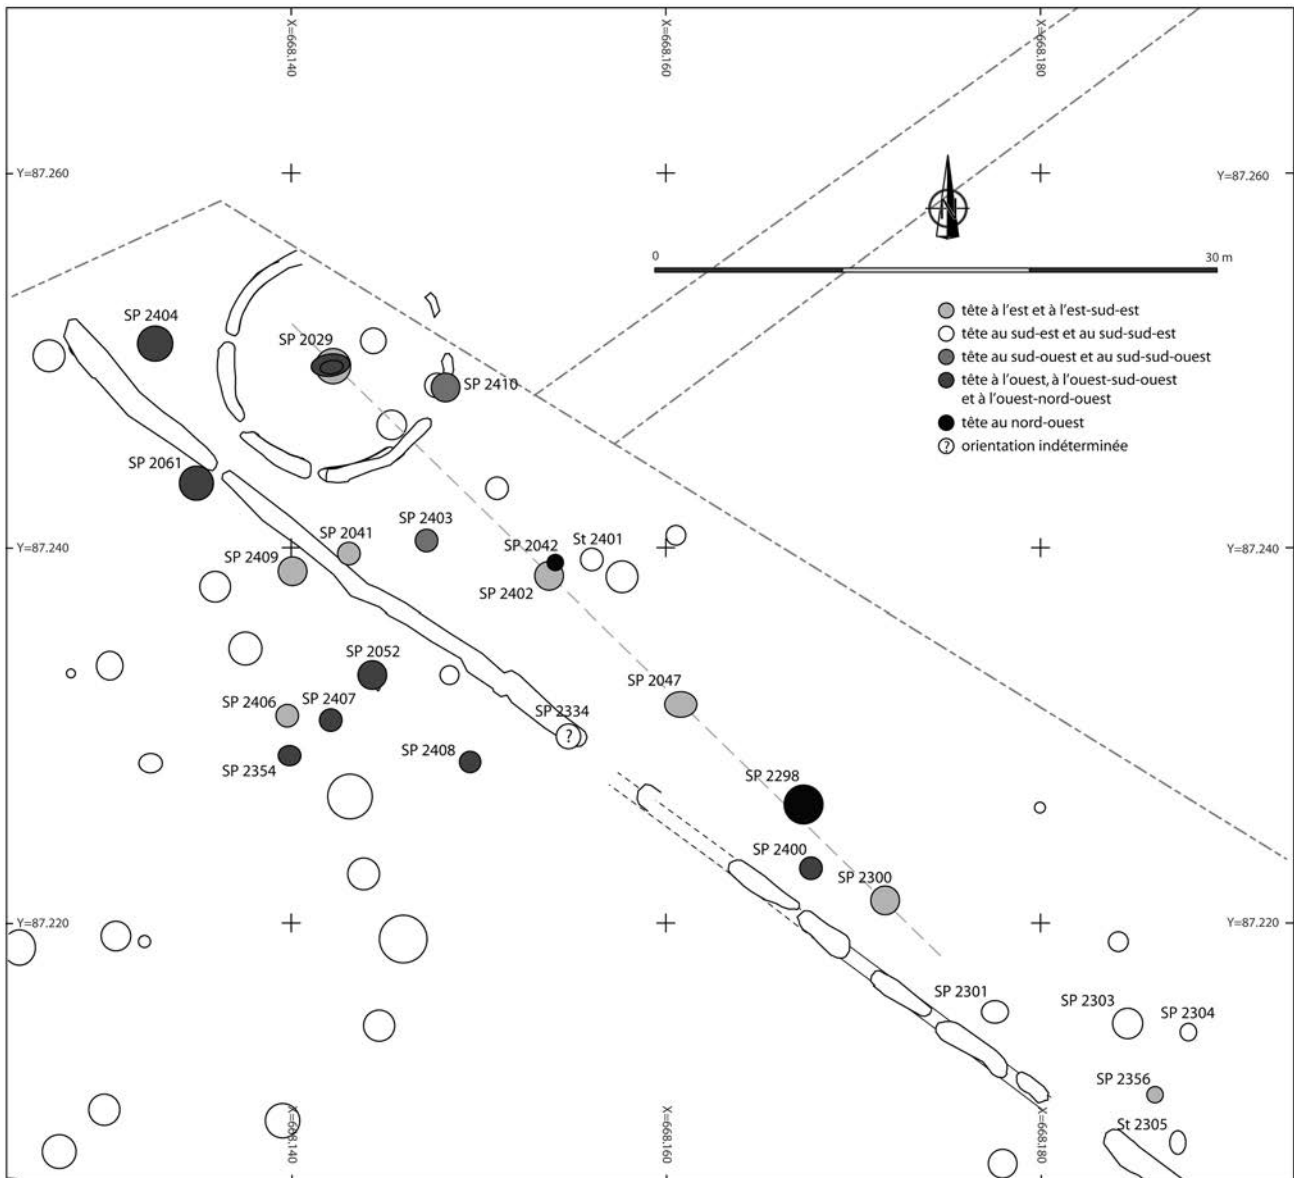 X=668.140
X=668.160
X=668.180
Y=87.260
Y=87.260
0
30 m
tête à l'est et à l'est-sud-est
tête au sud-est et au sud-sud-est
tête au sud-ouest et au sud-sud-ouest
tête à l'ouest, à l'ouest-sud-ouest
et à l'ouest-nord-ouest
tête au nord-ouest
? orientation indéterminée
SP 2404
SP 2029
SP 2410
SP 2061
SP 2041
SP 2403
SP 2042
St 2401
Y=87.240
Y=87.240
SP 2409
SP 2402
SP 2052
SP 2047
SP 2406
SP 2407
SP 2334
?
SP 2408
SP 2354
SP 2298
SP 2400
SP 2300
Y=87.220
Y=87.220
SP 2301
SP 2303
SP 2304
SP 2356
St 2305
X=668.140
X=668.160
X=668.180